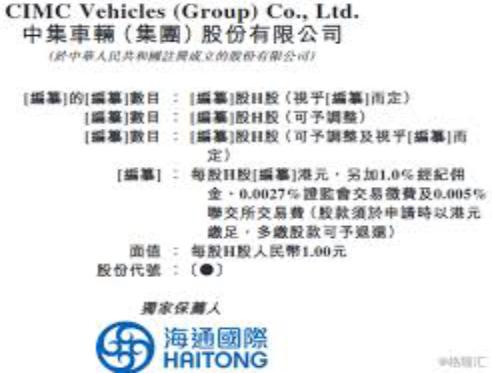 CIMC Vehicles (Group) Co., Ltd.
中集車輛（集團）股份有限公司
（於中華人民共和國註冊成立的股份有限公司）
[編纂]的[編纂]數目 ： [編纂]股H股（視乎[編纂]而定）
[編纂]數目 ： [編纂]股H股（可予調整）
[編纂]數目 ： [編纂]股H股（可予調整及視乎[編纂]而
定）
[編纂] ： 每股H股[編纂]港元，另加1.0%經紀佣
金、0.0027%證監會交易徵費及0.005%
聯交所交易費（股款須於申請時以港元
繳足，多繳股款可予退還）
面值 ： 每股H股人民幣1.00元
股份代號 ： 〔●〕
獨家保薦人
海通國際
HAITONG
@格隆汇